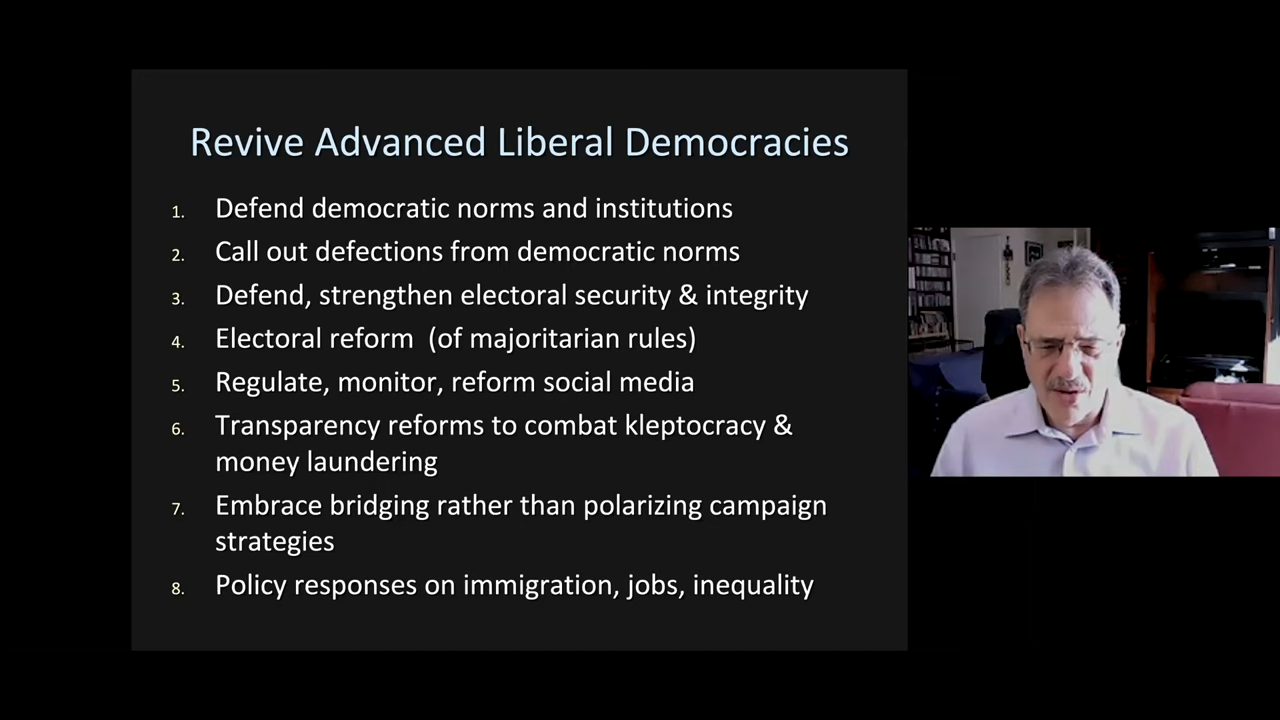 Revive Advanced Liberal Democracies
1. Defend democratic norms and institutions
2. Call out defections from democratic norms
3. Defend, strengthen electoral security & integrity
4. Electoral reform (of majoritarian rules)
5. Regulate, monitor, reform social media
6. Transparency reforms to combat kleptocracy &
money laundering
7. Embrace bridging rather than polarizing campaign
strategies
8. Policy responses on immigration, jobs, inequality